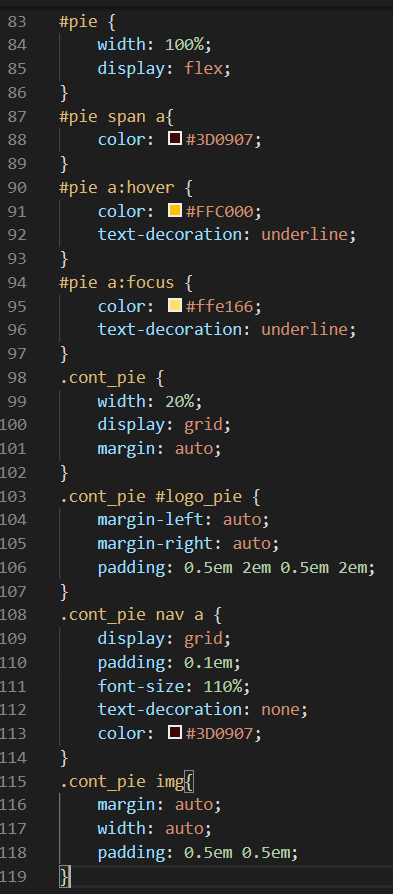 83 #pie {
84     width: 100%;
85     display: flex;
86 }
87 #pie span a{
88     color: #3D0907;
89 }
90 #pie a:hover {
91     color: #FFC000;
92     text-decoration: underline;
93 }
94 #pie a:focus {
95     color: #ffe166;
96     text-decoration: underline;
97 }
98 .cont_pie {
99     width: 20%;
100     display: grid;
101     margin: auto;
102 }
103 .cont_pie #logo_pie {
104     margin-left: auto;
105     margin-right: auto;
106     padding: 0.5em 2em 0.5em 2em;
107 }
108 .cont_pie nav a {
109     display: grid;
110     padding: 0.1em;
111     font-size: 110%;
112     text-decoration: none;
113     color: #3D0907;
114 }
115 .cont_pie img{
116     margin: auto;
117     width: auto;
118     padding: 0.5em 0.5em;
119 }